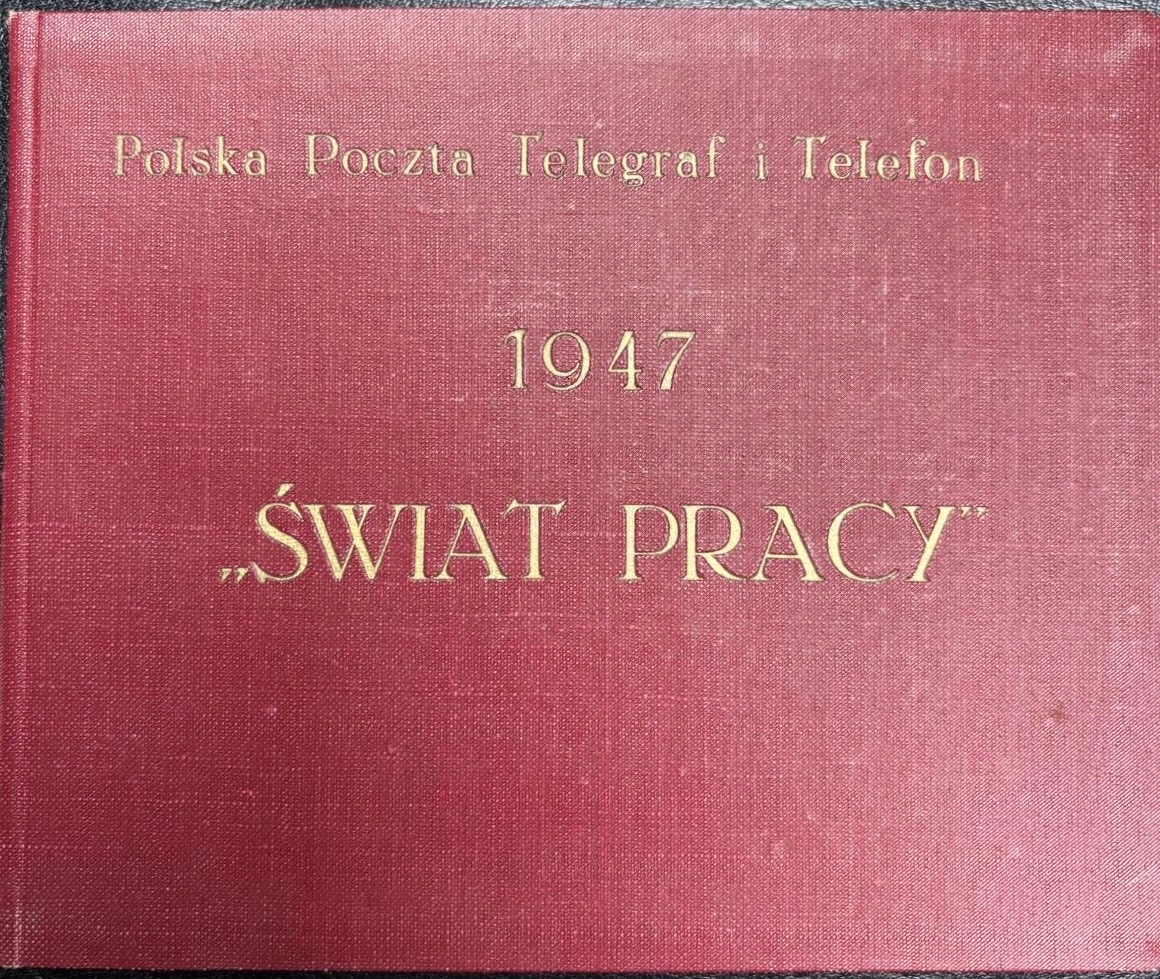 Polska Poczta Telegraf i Telefon
1947
„ŚWIAT PRACY”